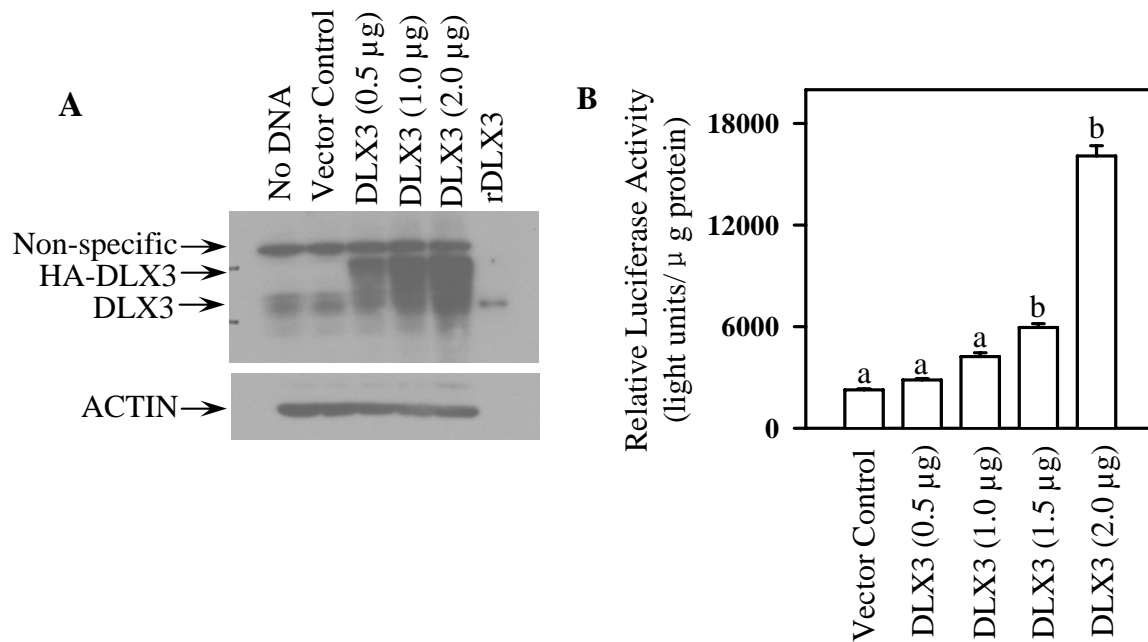 A
No DNA
Vector Control
DLX3 (0.5 µg)
DLX3 (1.0 µg)
DLX3 (2.0 µg)
rDLX3
Non-specific
HA-DLX3
DLX3
ACTIN
B
Relative Luciferase Activity
(light units/ µ g protein)
18000
12000
6000
0
a
a
a
b
b
Vector Control
DLX3 (0.5 µg)
DLX3 (1.0 µg)
DLX3 (1.5 µg)
DLX3 (2.0 µg)